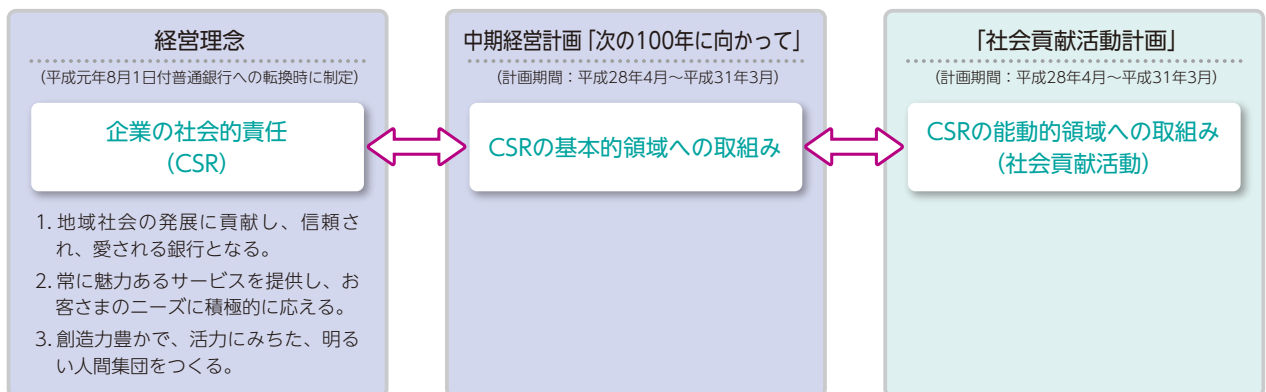 経営理念
（平成元年8月1日付普通銀行への転換時に制定）
企業の社会的責任
（CSR）
1. 地域社会の発展に貢献し、信頼さ
れ、愛される銀行となる。
2. 常に魅力あるサービスを提供し、お
客さまのニーズに積極的に応える。
3. 創造力豊かで、活力にみちた、明る
い人間集団をつくる。
中期経営計画「次の100年に向かって」
（計画期間：平成28年4月～平成31年3月）
CSRの基本的領域への取組み
「社会貢献活動計画」
（計画期間：平成28年4月～平成31年3月）
CSRの能動的領域への取組み
（社会貢献活動）